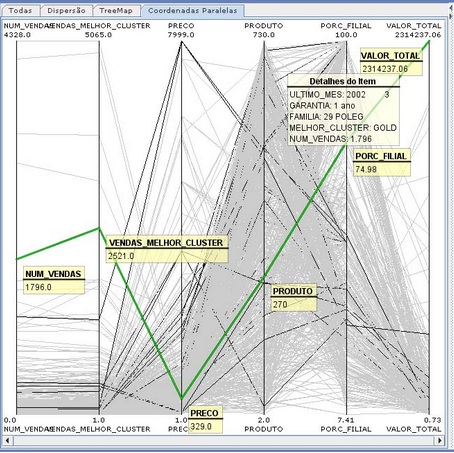 Todas Dispersão TreeMap Coordenadas Paralelas
NUM_VENDAS VENDAS_MELHOR_CLUSTER PRECO PRODUTO PORC_FILIAL VALOR_TOTAL
4328.0 5065.0 7999.0 730.0 100.0 2314237.06
VALOR_TOTAL
2314237.06
Detalhes do Item
ULTIMO_MES: 2002 3
GARANTIA: 1 ano
FAMILIA: 29 POLEG
MELHOR_CLUSTER: GOLD
NUM_VENDAS: 1.796
PORC_FILIAL
74.98
VENDAS_MELHOR_CLUSTER
2521.0
NUM_VENDAS
1796.0
PRODUTO
270
PRECO
329.0
0.0 1.0 1.0 2.0 7.41 0.73
NUM_VENDAS VENDAS_MELHOR_CLUSTER PREC PRODUTO PORC_FILIAL VALOR_TOTAL